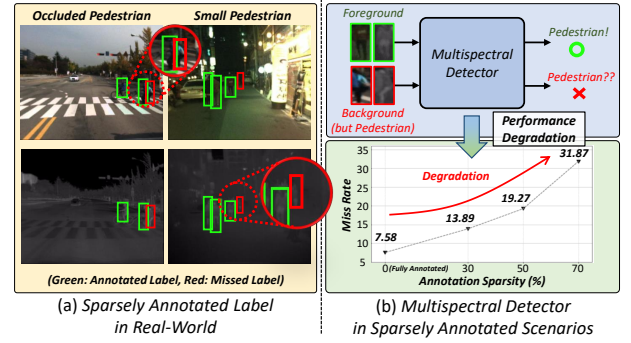 Occluded Pedestrian
Small Pedestrian
(Green: Annotated Label, Red: Missed Label)
(a) Sparsely Annotated Label
in Real-World
Foreground
Background
(but Pedestrian)
Multispectral
Detector
Pedestrian!
Pedestrian??
Performance
Degradation
Miss Rate
35
30
25
20
15
10
5
Degradation
7.58
13.89
19.27
31.87
0 (Fully Annotated)
30
50
70
Annotation Sparsity (%)
(b) Multispectral Detector
in Sparsely Annotated Scenarios